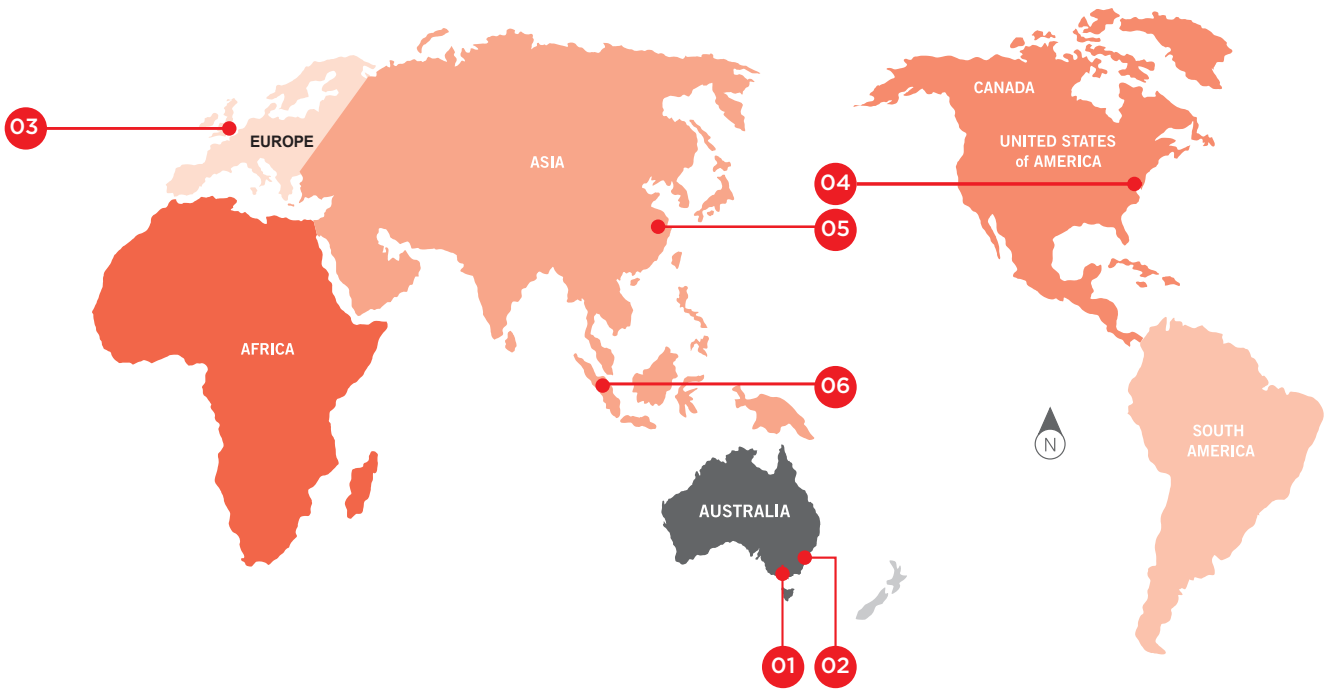 CANADA
03
EUROPE
UNITED STATES
of AMERICA
ASIA
04
05
AFRICA
06
SOUTH
AMERICA
N
AUSTRALIA
01
02